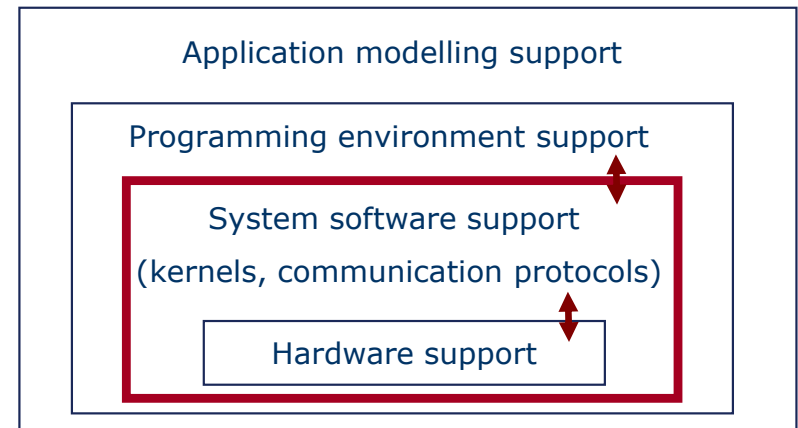 Application modelling support
Programming environment support
System software support
(kernels, communication protocols)
Hardware support